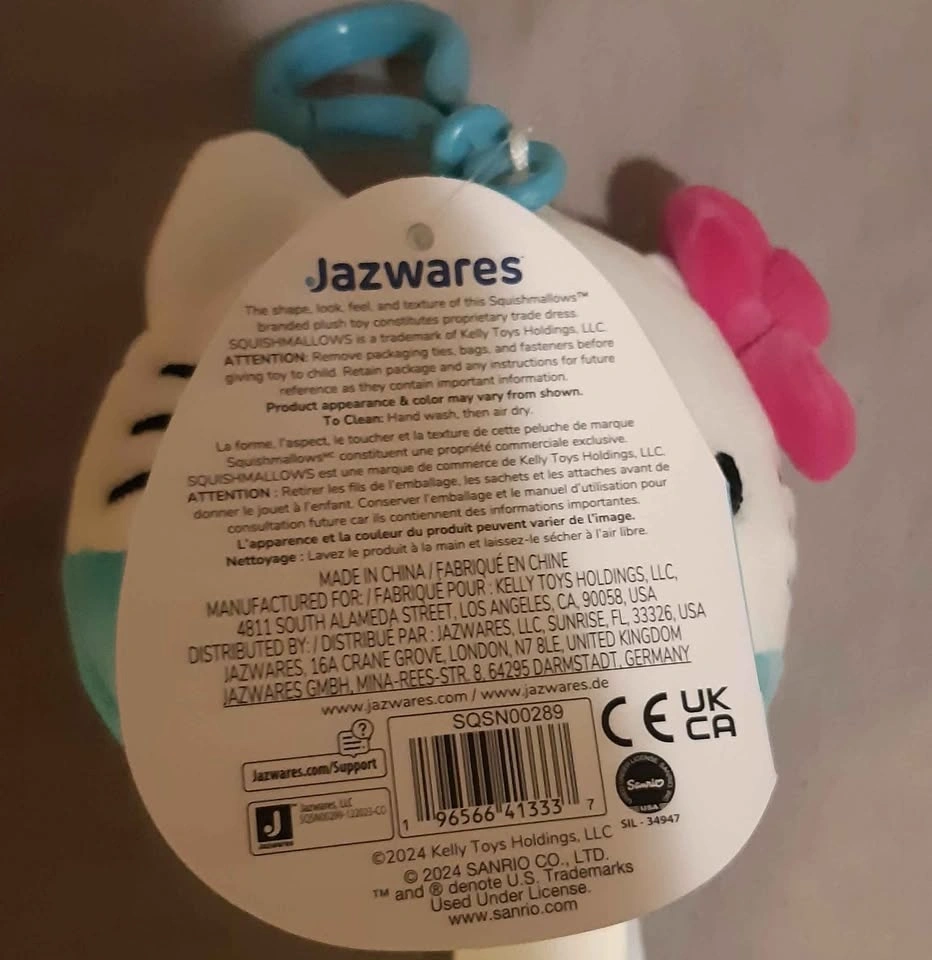 Jazwares
The shape, look, feel, and texture of this Squishmallows™
branded plush toy constitutes proprietary trade dress.
SQUISHMALLOWS is a trademark of Kelly Toys Holdings, LLC.
ATTENTION: Remove packaging ties, bags, and fasteners before
giving toy to child. Retain package and any instructions for future
reference as they contain important information.
Product appearance & color may vary from shown.
To Clean: Hand wash, then air dry.
La forme, l'aspect, le toucher et la texture de cette peluche de marque
Squishmallowsᴹᶜ constituent une propriété commerciale exclusive.
SQUISHMALLOWS est une marque de commerce de Kelly Toys Holdings, LLC.
ATTENTION : Retirer les fils de l'emballage, les sachets et les attaches avant de
donner le jouet à l'enfant. Conserver l'emballage et le manuel d'utilisation pour
consultation future car ils contiennent des informations importantes.
L'apparence et la couleur du produit peuvent varier de l'image.
Nettoyage : Lavez le produit à la main et laissez-le sécher à l'air libre.
MADE IN CHINA / FABRIQUÉ EN CHINE
MANUFACTURED FOR: / FABRIQUÉ POUR : KELLY TOYS HOLDINGS, LLC,
4811 SOUTH ALAMEDA STREET, LOS ANGELES, CA, 90058, USA
DISTRIBUTED BY: / DISTRIBUÉ PAR : JAZWARES, LLC, SUNRISE, FL, 33326, USA
JAZWARES, 16A CRANE GROVE, LONDON, N7 8LE, UNITED KINGDOM
JAZWARES GMBH, MINA-REES-STR. 8, 64295 DARMSTADT, GERMANY
www.jazwares.com / www.jazwares.de
?
Jazwares.com/Support
SQSN00289
CE UK
CA
J
JAZWARES
Jazwares, LLC
SQSN00289-122023-CO
1 96566 41333 7
Sanrio
USA
SIL - 34947
©2024 Kelly Toys Holdings, LLC
© 2024 SANRIO CO., LTD.
™ and ® denote U.S. Trademarks
Used Under License.
www.sanrio.com